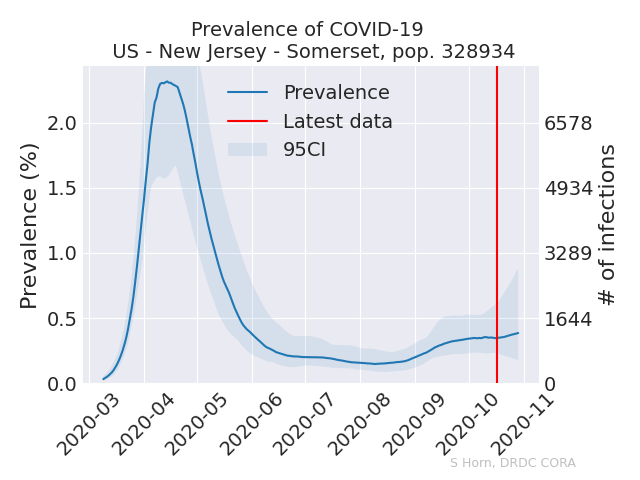 Prevalence of COVID-19
US - New Jersey - Somerset, pop. 328934
Prevalence
Latest data
95CI
Prevalence (%)
2.0
1.5
1.0
0.5
0.0
6578
4934
3289
1644
0
# of infections
2020-03
2020-04
2020-05
2020-06
2020-07
2020-08
2020-09
2020-10
2020-11
S Horn, DRDC CORA